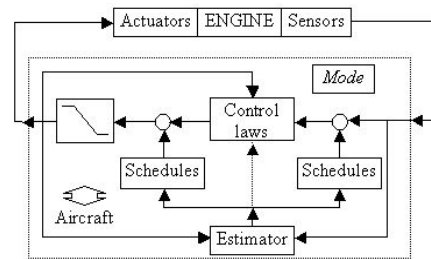 Actuators ENGINE Sensors
Mode
Control
laws
Schedules
Schedules
Aircraft
Estimator